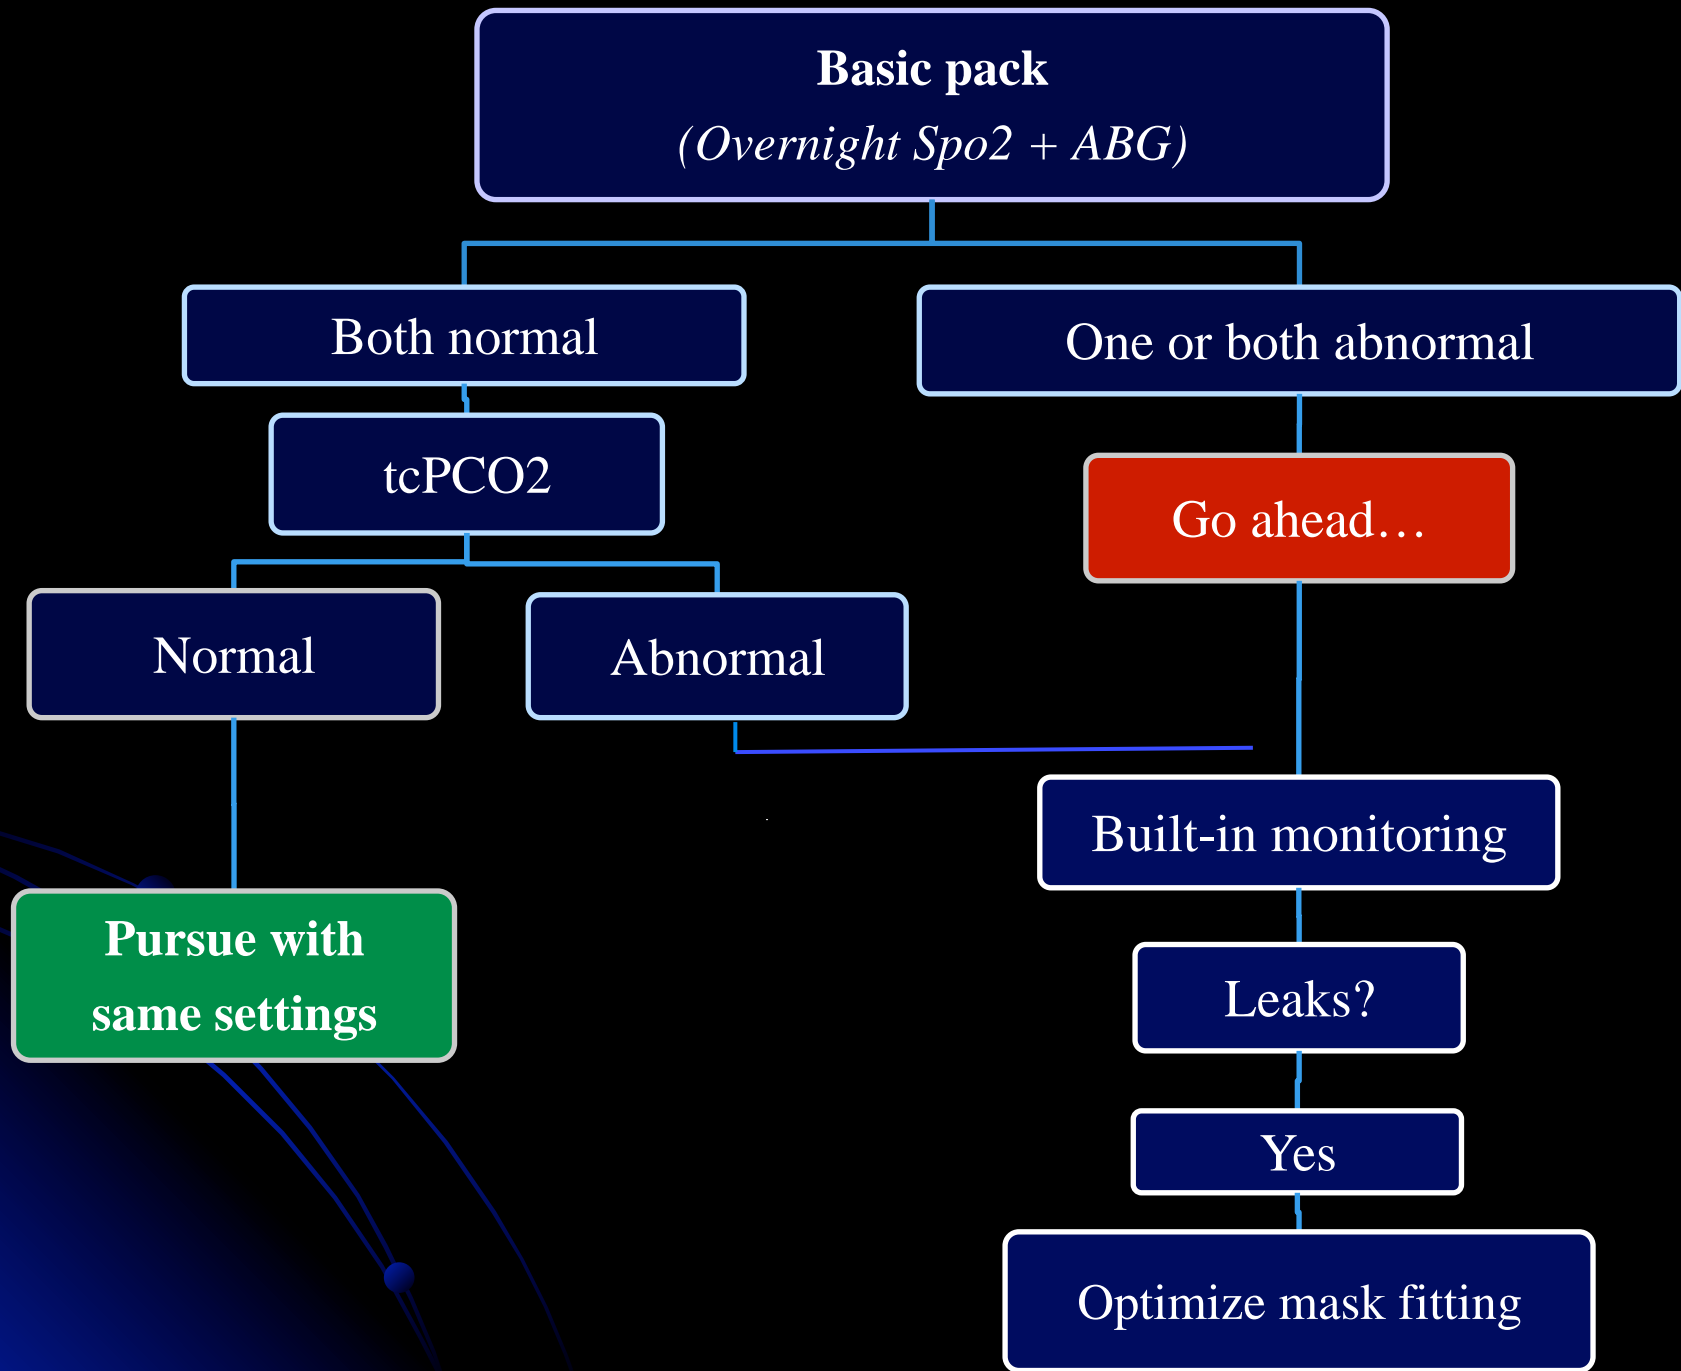 Basic pack
(Overnight Spo2 + ABG)
Both normal
One or both abnormal
tcPCO2
Go ahead…
Normal
Abnormal
Built-in monitoring
Pursue with
same settings
Leaks?
Yes
Optimize mask fitting